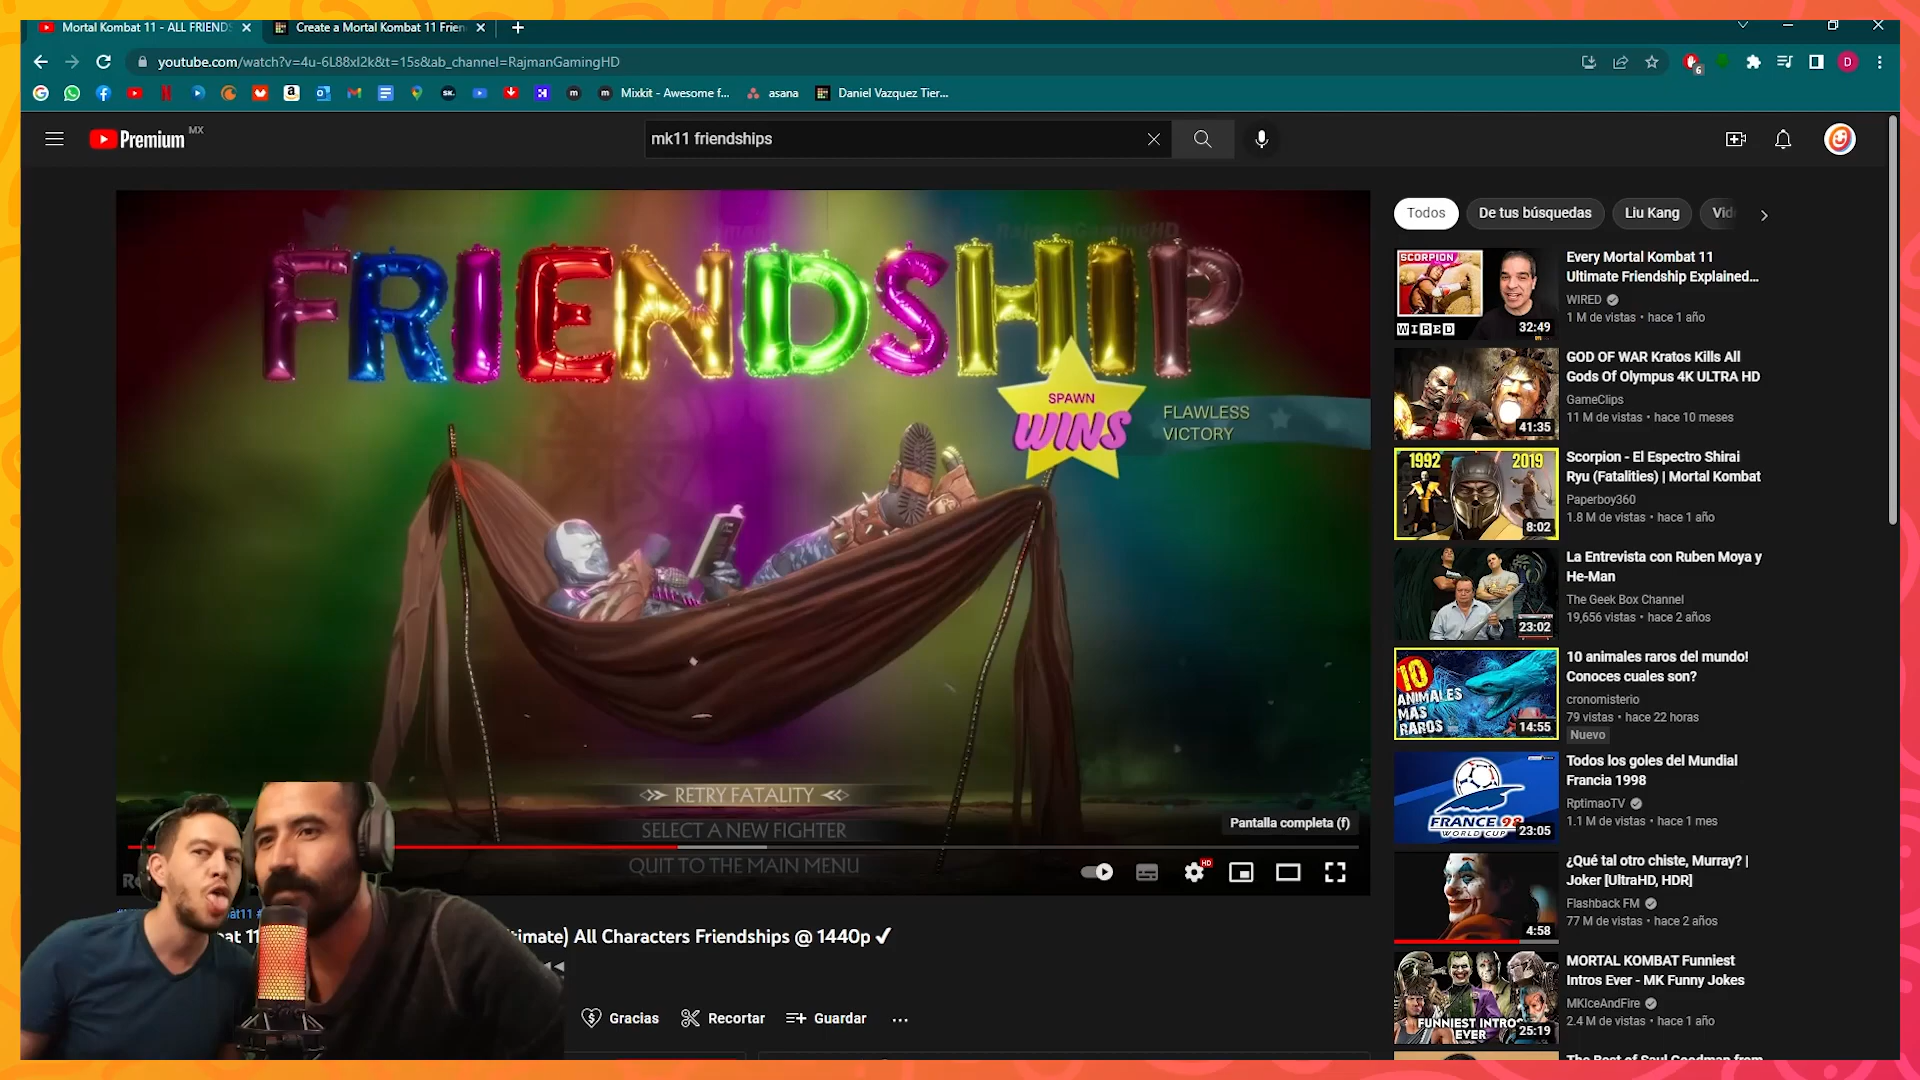 Mortal Kombat 11 - ALL FRIENDS
Create a Mortal Kombat 11 Frien
youtube.com/watch?v=4u-6L88xI2k&t=15s&ab_channel=RajmanGamingHD
6
D
Mixkit - Awesome f...
asana
Daniel Vazquez Tier...
Premium MX
mk11 friendships
FRIENDSHIP
SPAWN
WINS
FLAWLESS
VICTORY
RETRY FATALITY
SELECT A NEW FIGHTER
QUIT TO THE MAIN MENU
Pantalla completa (f)
HD
All Characters Friendships @ 1440p ✓
Gracias
Recortar
Guardar
Todos
De tus búsquedas
Liu Kang
SCORPION
WIRED
32:49
Every Mortal Kombat 11
Ultimate Friendship Explained...
WIRED
1 M de vistas • hace 1 año
41:35
GOD OF WAR Kratos Kills All
Gods Of Olympus 4K ULTRA HD
GameClips
11 M de vistas • hace 10 meses
1992
2019
8:02
Scorpion - El Espectro Shirai
Ryu (Fatalities) | Mortal Kombat
Paperboy360
1.8 M de vistas • hace 1 año
23:02
La Entrevista con Ruben Moya y
He-Man
The Geek Box Channel
19,656 vistas • hace 2 años
10
ANIMALES
MAS
RAROS
14:55
10 animales raros del mundo!
Conoces cuales son?
cronomisterio
79 vistas • hace 22 horas
Nuevo
FRANCE 98
WORLD CUP
23:05
Todos los goles del Mundial
Francia 1998
RptimaoTV
1.1 M de vistas • hace 1 mes
4:58
¿Qué tal otro chiste, Murray? |
Joker [UltraHD, HDR]
Flashback FM
77 M de vistas • hace 2 años
FUNNIEST INTROS
EVER
25:19
MORTAL KOMBAT Funniest
Intros Ever - MK Funny Jokes
MKIceAndFire
2.4 M de vistas • hace 1 año
The Best of Saul Goodman from